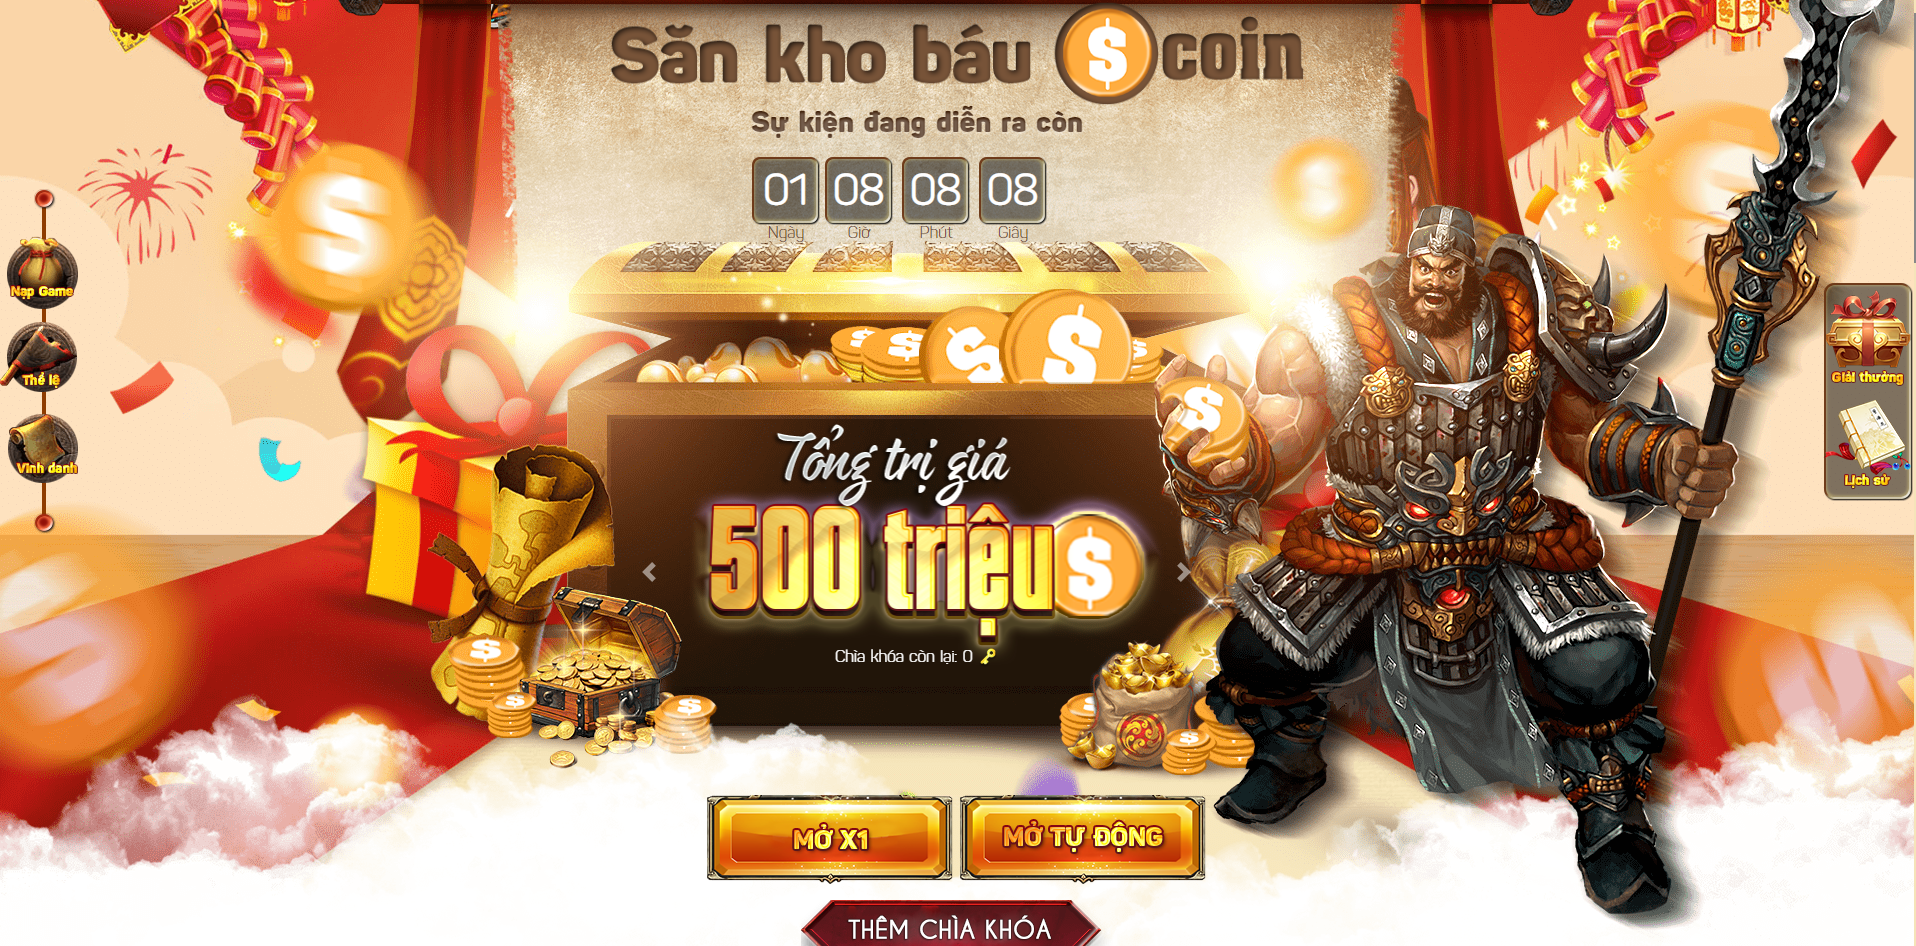 Săn kho báu $coin
Sự kiện đang diễn ra còn
01 08 08 08
Ngày Giờ Phút Giây
Nạp Game
Thể lệ
Vinh danh
Giải thưởng
Lịch sử
Tổng trị giá
500 triệu $
Chìa khóa còn lại: 0
MỞ X1
MỞ TỰ ĐỘNG
THÊM CHÌA KHÓA